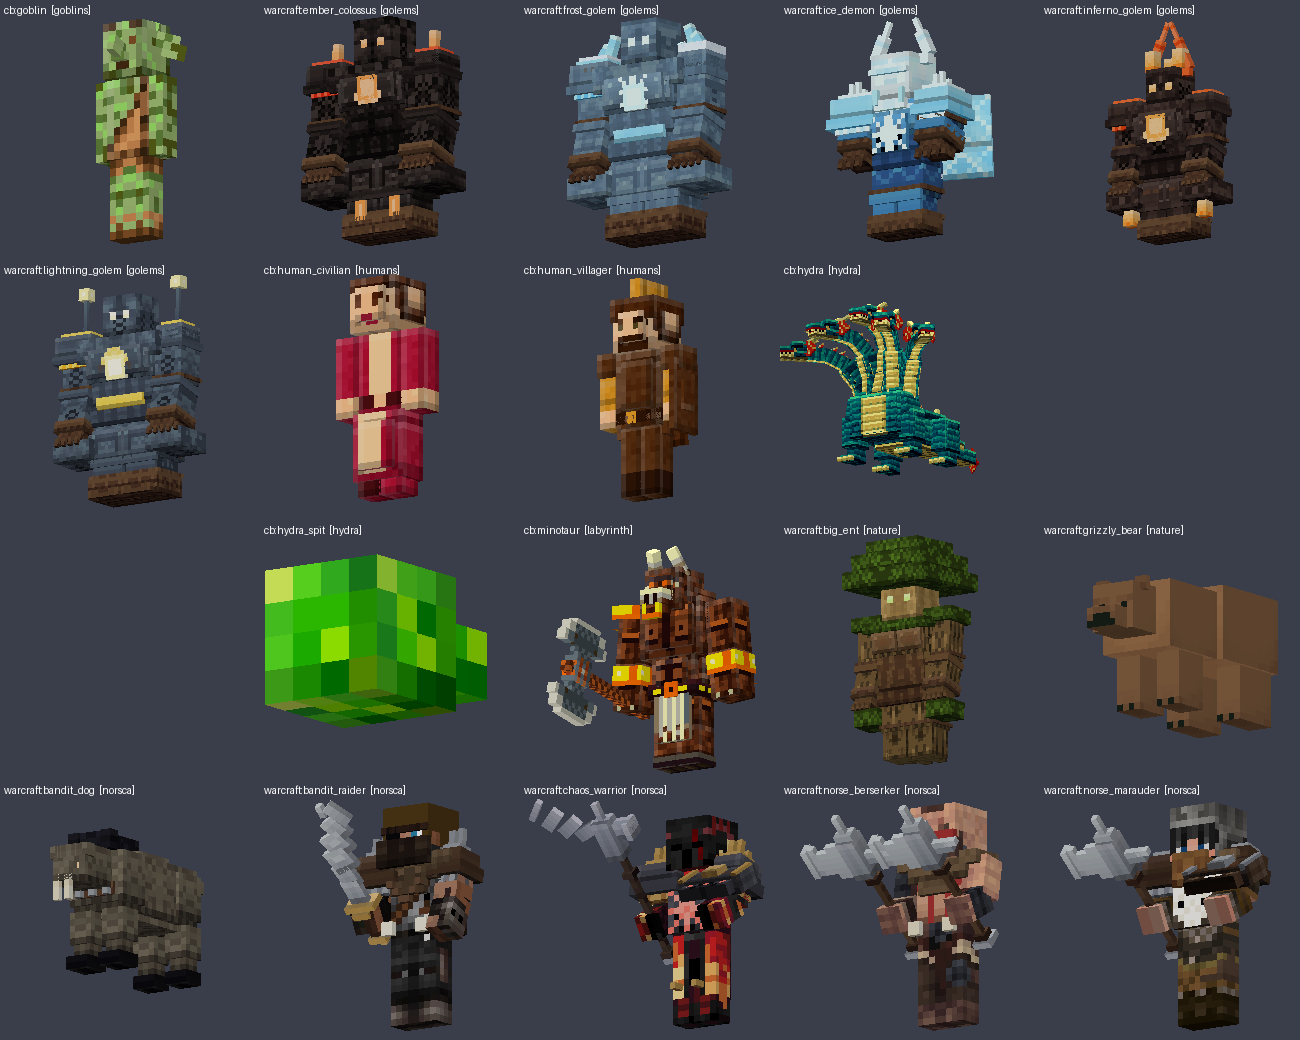 cb:goblin [goblins]
warcraft:ember_colossus [golems]
warcraft:frost_golem [golems]
warcraft:ice_demon [golems]
warcraft:inferno_golem [golems]
warcraft:lightning_golem [golems]
cb:human_civilian [humans]
cb:human_villager [humans]
cb:hydra [hydra]
cb:hydra_spit [hydra]
cb:minotaur [labyrinth]
warcraft:big_ent [nature]
warcraft:grizzly_bear [nature]
warcraft:bandit_dog [norsca]
warcraft:bandit_raider [norsca]
warcraft:chaos_warrior [norsca]
warcraft:norse_berserker [norsca]
warcraft:norse_marauder [norsca]